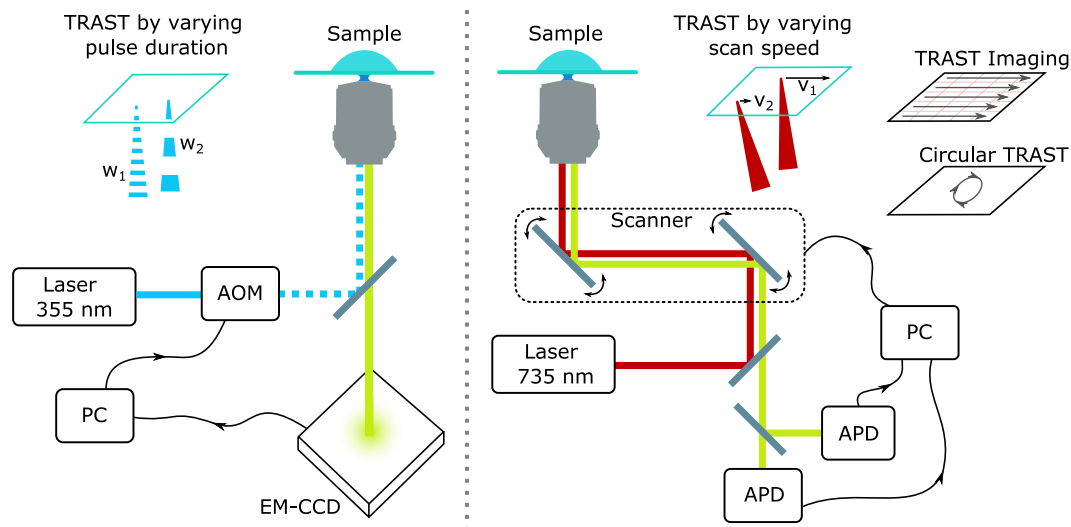 TRAST by varying
pulse duration
Sample
w1
w2
Laser
355 nm
AOM
PC
EM-CCD
Sample
TRAST by varying
scan speed
v1
v2
TRAST Imaging
Circular TRAST
Scanner
Laser
735 nm
PC
APD
APD